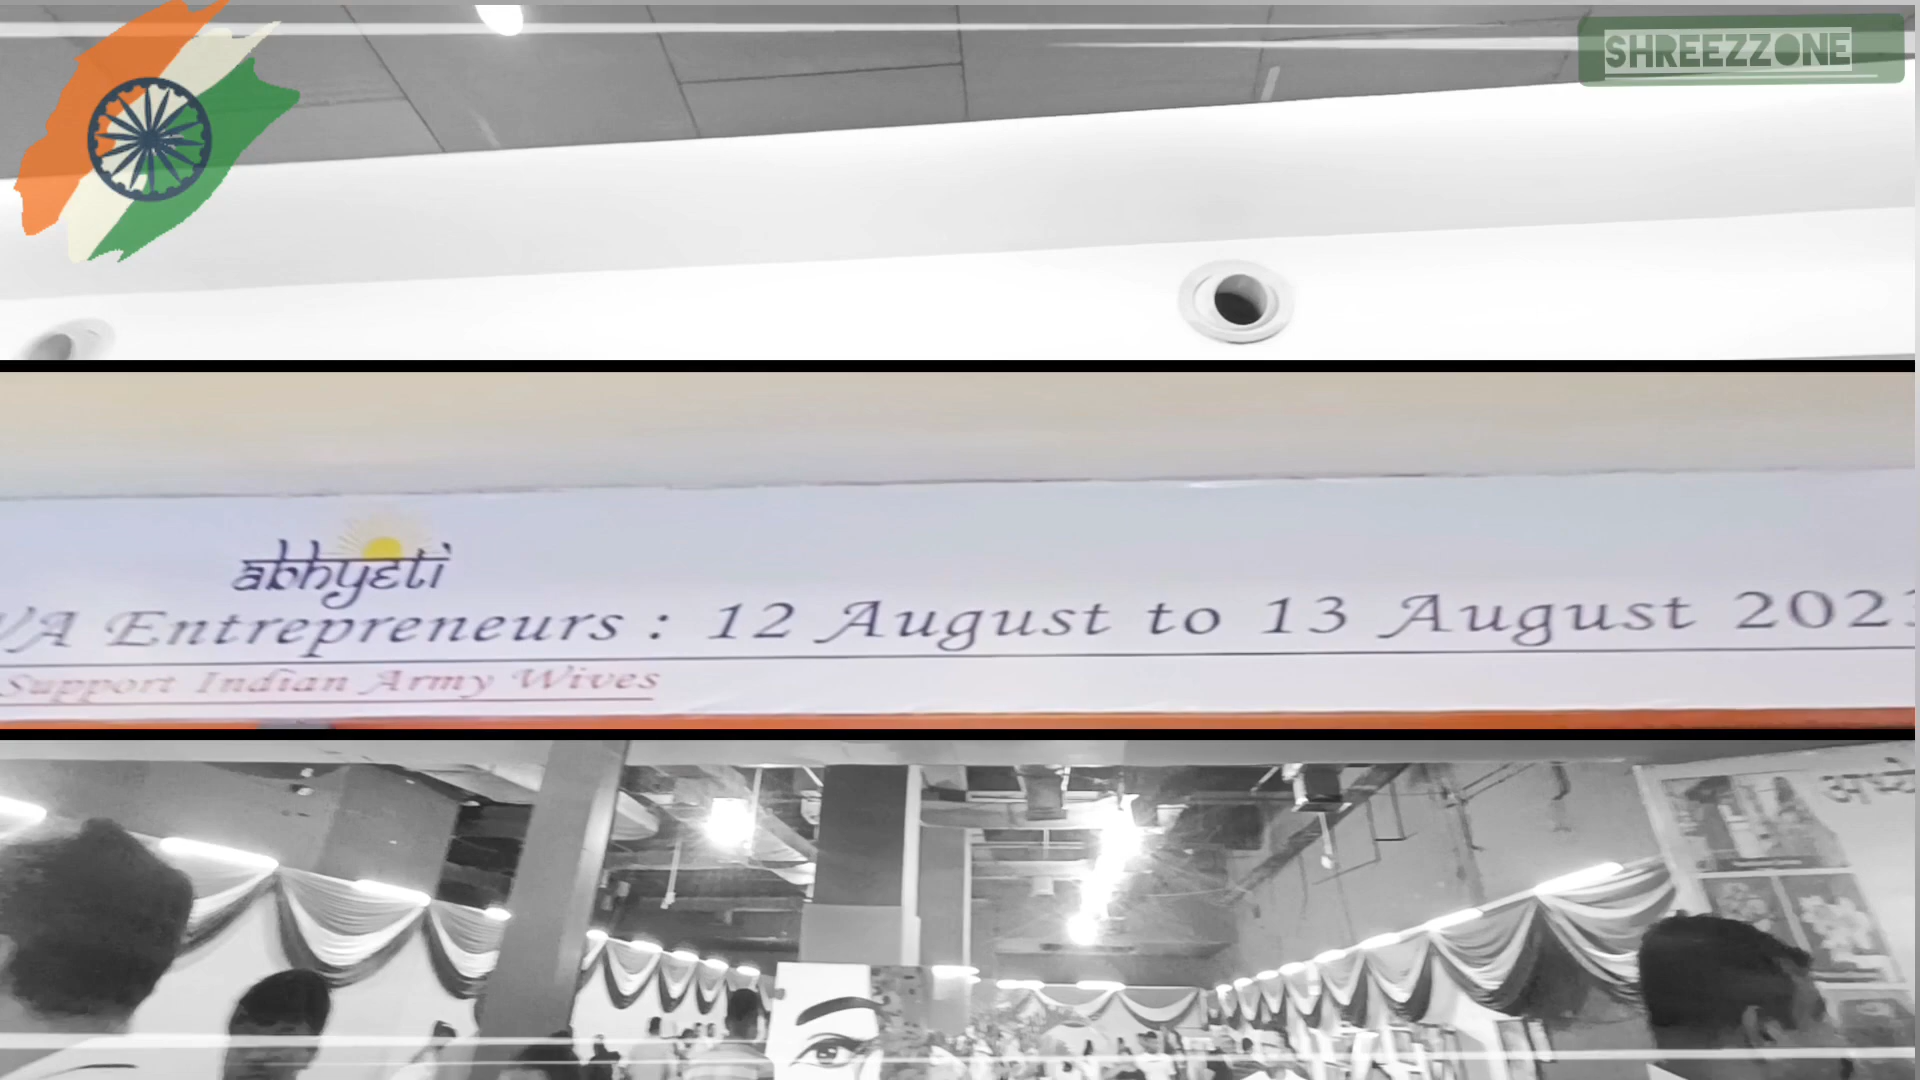 SHREEZZONE
abhyeti
Entrepreneurs : 12 August to 13 August
Support Indian Army Wives